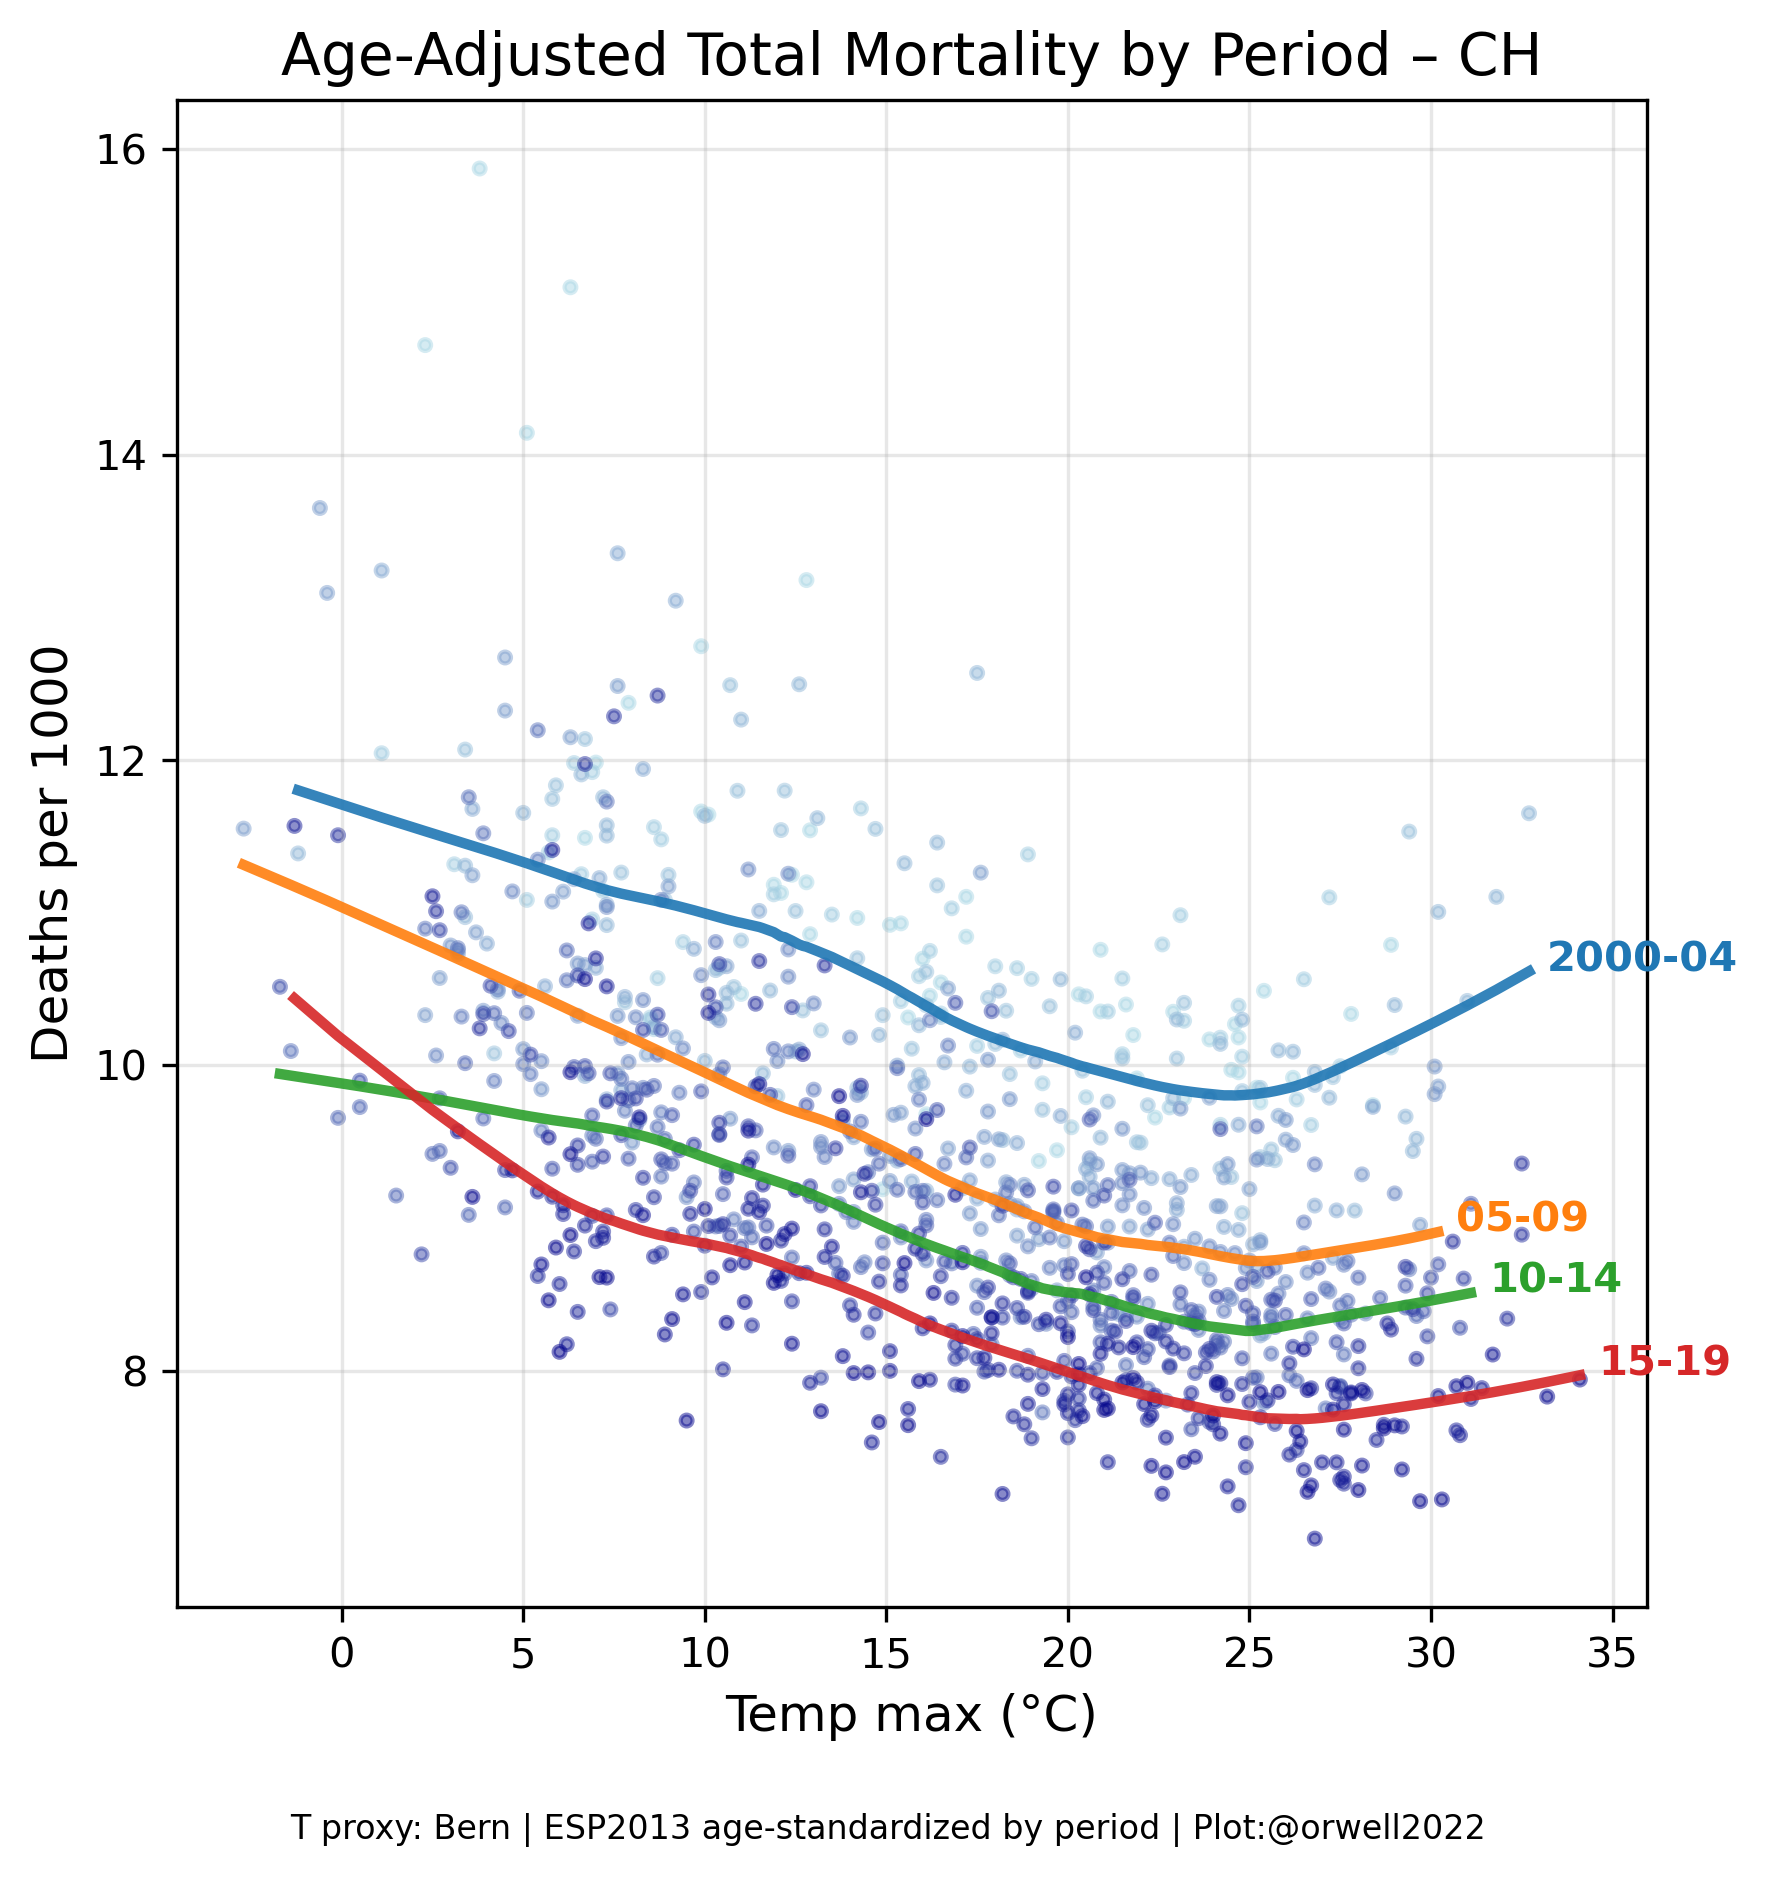 Age-Adjusted Total Mortality by Period – CH
16
14
12
10
8
Deaths per 1000
2000-04
05-09
10-14
15-19
0 5 10 15 20 25 30 35
Temp max (°C)
T proxy: Bern | ESP2013 age-standardized by period | Plot:@orwell2022